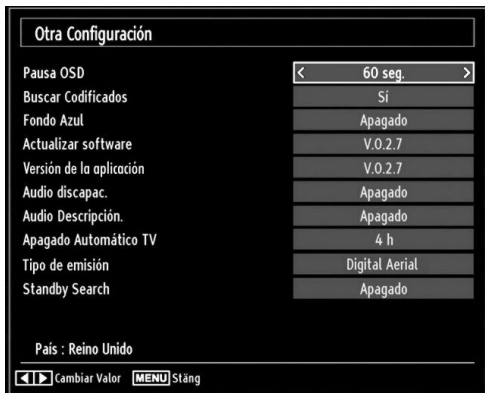 Otra Configuración
Pausa OSD < 60 seg. >
Buscar Codificados Sí
Fondo Azul Apagado
Actualizar software V.0.2.7
Versión de la aplicación V.0.2.7
Audio discapac. Apagado
Audio Descripción. Apagado
Apagado Automático TV 4 h
Tipo de emisión Digital Aerial
Standby Search Apagado
País : Reino Unido
Cambiar Valor MENU Stäng